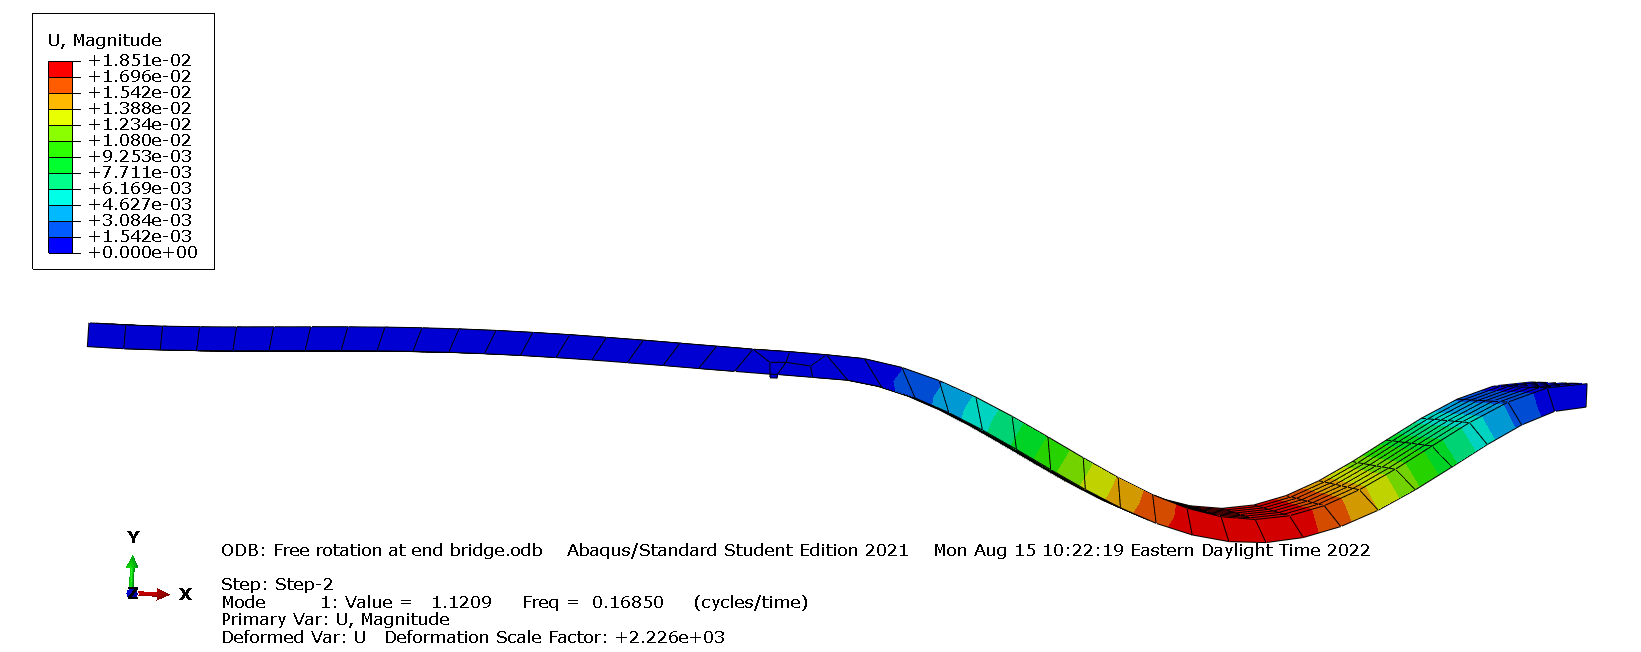 U, Magnitude
+1.851e-02
+1.696e-02
+1.542e-02
+1.388e-02
+1.234e-02
+1.080e-02
+9.253e-03
+7.711e-03
+6.169e-03
+4.627e-03
+3.084e-03
+1.542e-03
+0.000e+00
Y
Z
X
ODB: Free rotation at end bridge.odb Abaqus/Standard Student Edition 2021 Mon Aug 15 10:22:19 Eastern Daylight Time 2022
Step: Step-2
Mode 1: Value = 1.1209 Freq = 0.16850 (cycles/time)
Primary Var: U, Magnitude
Deformed Var: U Deformation Scale Factor: +2.226e+03